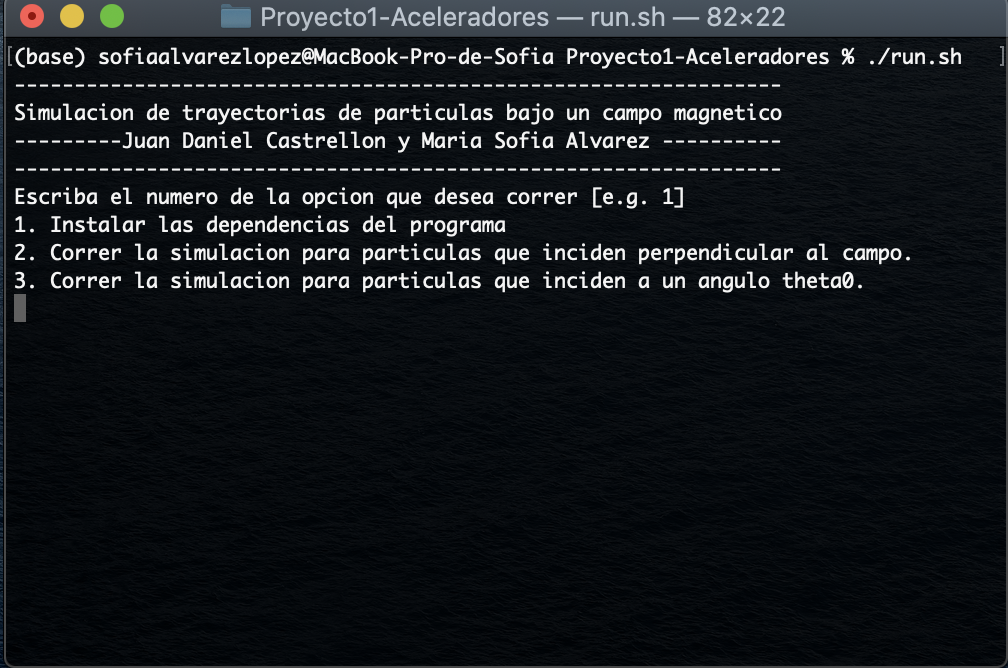 Proyecto1-Aceleradores — run.sh — 82×22
[(base) sofiaalvarezlopez@MacBook-Pro-de-Sofia Proyecto1-Aceleradores % ./run.sh ]
----------------------------------------------------------------
Simulacion de trayectorias de particulas bajo un campo magnetico
---------Juan Daniel Castrellon y Maria Sofia Alvarez ----------
----------------------------------------------------------------
Escriba el numero de la opcion que desea correr [e.g. 1]
1. Instalar las dependencias del programa
2. Correr la simulacion para particulas que inciden perpendicular al campo.
3. Correr la simulacion para particulas que inciden a un angulo theta0.